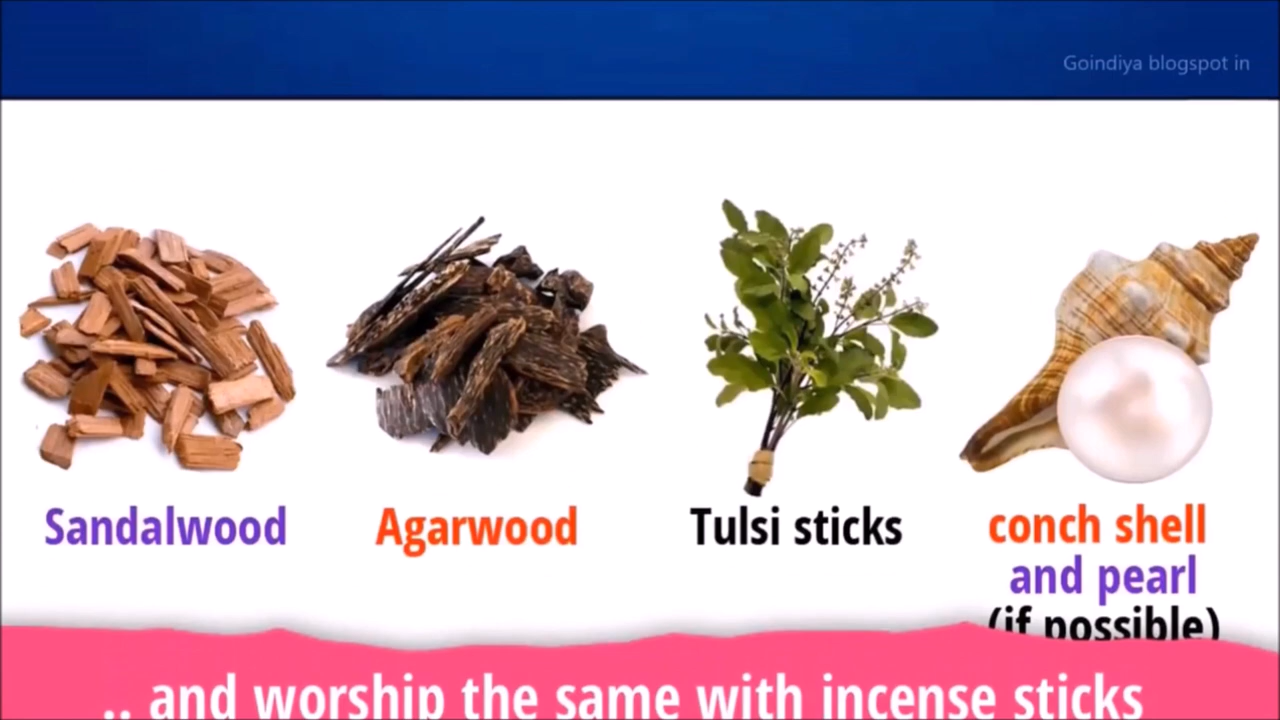 Goindiya blogspot in
Sandalwood
Agarwood
Tulsi sticks
conch shell
and pearl
(if possible)
.. and worship the same with incense sticks